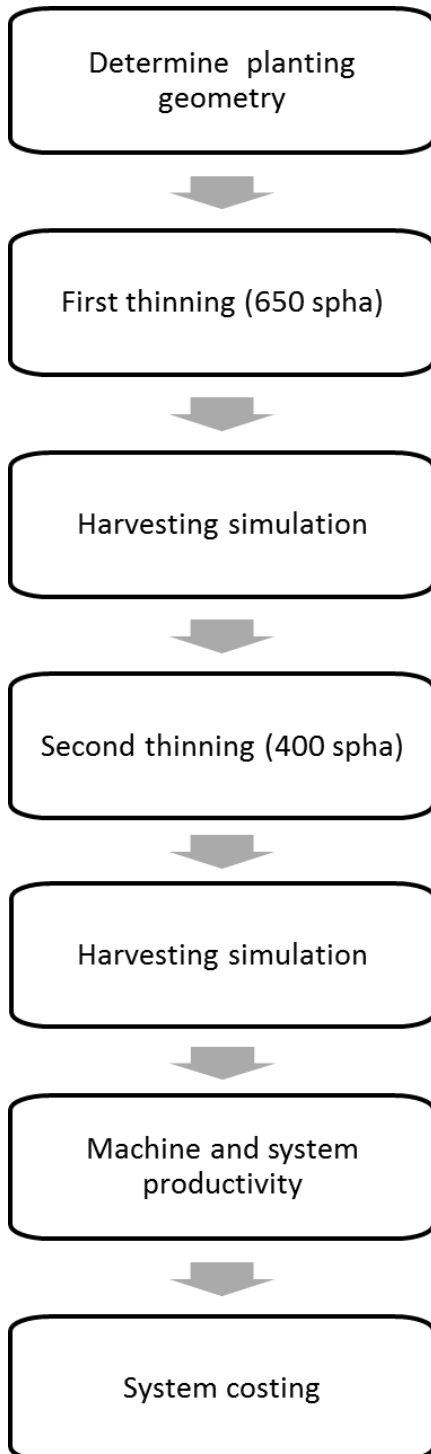 Determine planting
geometry
First thinning (650 spha)
Harvesting simulation
Second thinning (400 spha)
Harvesting simulation
Machine and system
productivity
System costing